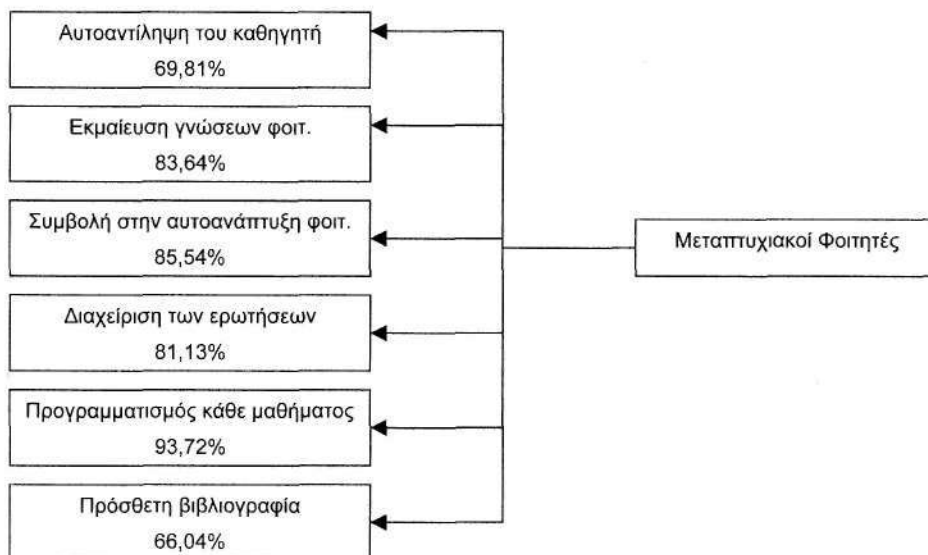 Αυτοαντίληψη του καθηγητή
69,81%
Εκμαίευση γνώσεων φοιτ.
83,64%
Συμβολή στην αυτοανάπτυξη φοιτ.
85,54%
Διαχείριση των ερωτήσεων
81,13%
Προγραμματισμός κάθε μαθήματος
93,72%
Πρόσθετη βιβλιογραφία
66,04%
Μεταπτυχιακοί Φοιτητές